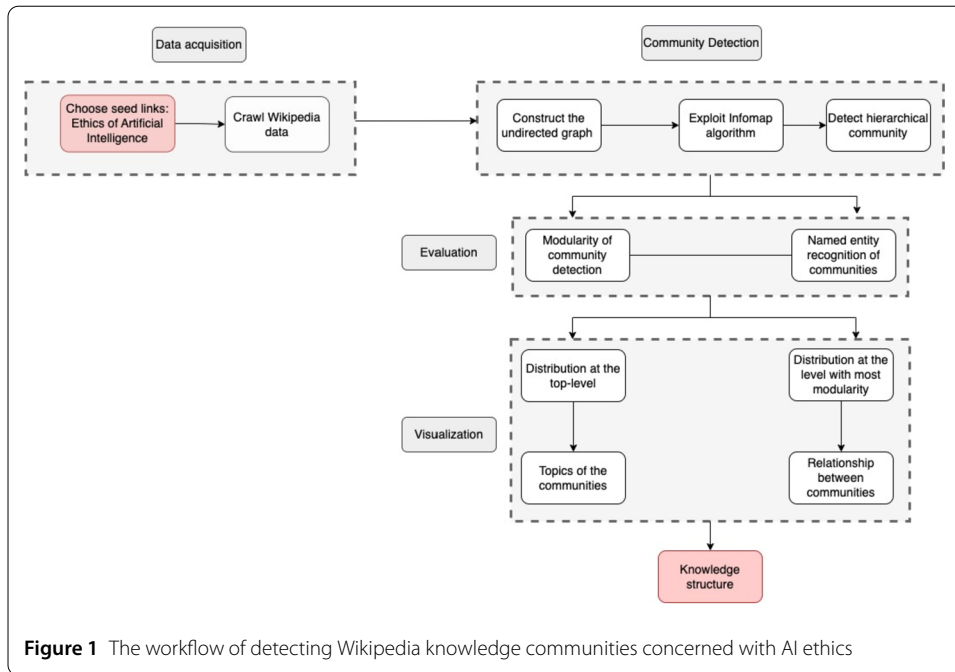 Data acquisition
Community Detection
Choose seed links:
Ethics of Artificial
Intelligence
Crawl Wikipedia
data
Construct the
undirected graph
Exploit Infomap
algorithm
Detect hierarchical
community
Evaluation
Modularity of
community
detection
Named entity
recognition of
communities
Distribution at the
top-level
Distribution at the
level with most
modularity
Visualization
Topics of the
communities
Relationship
between
communities
Knowledge
structure
Figure 1 The workflow of detecting Wikipedia knowledge communities concerned with AI ethics